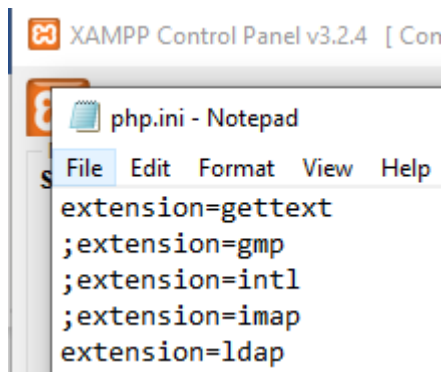 XAMPP Control Panel v3.2.4 [ Con
php.ini - Notepad
File Edit Format View Help
extension=gettext
;extension=gmp
;extension=intl
;extension=imap
extension=ldap